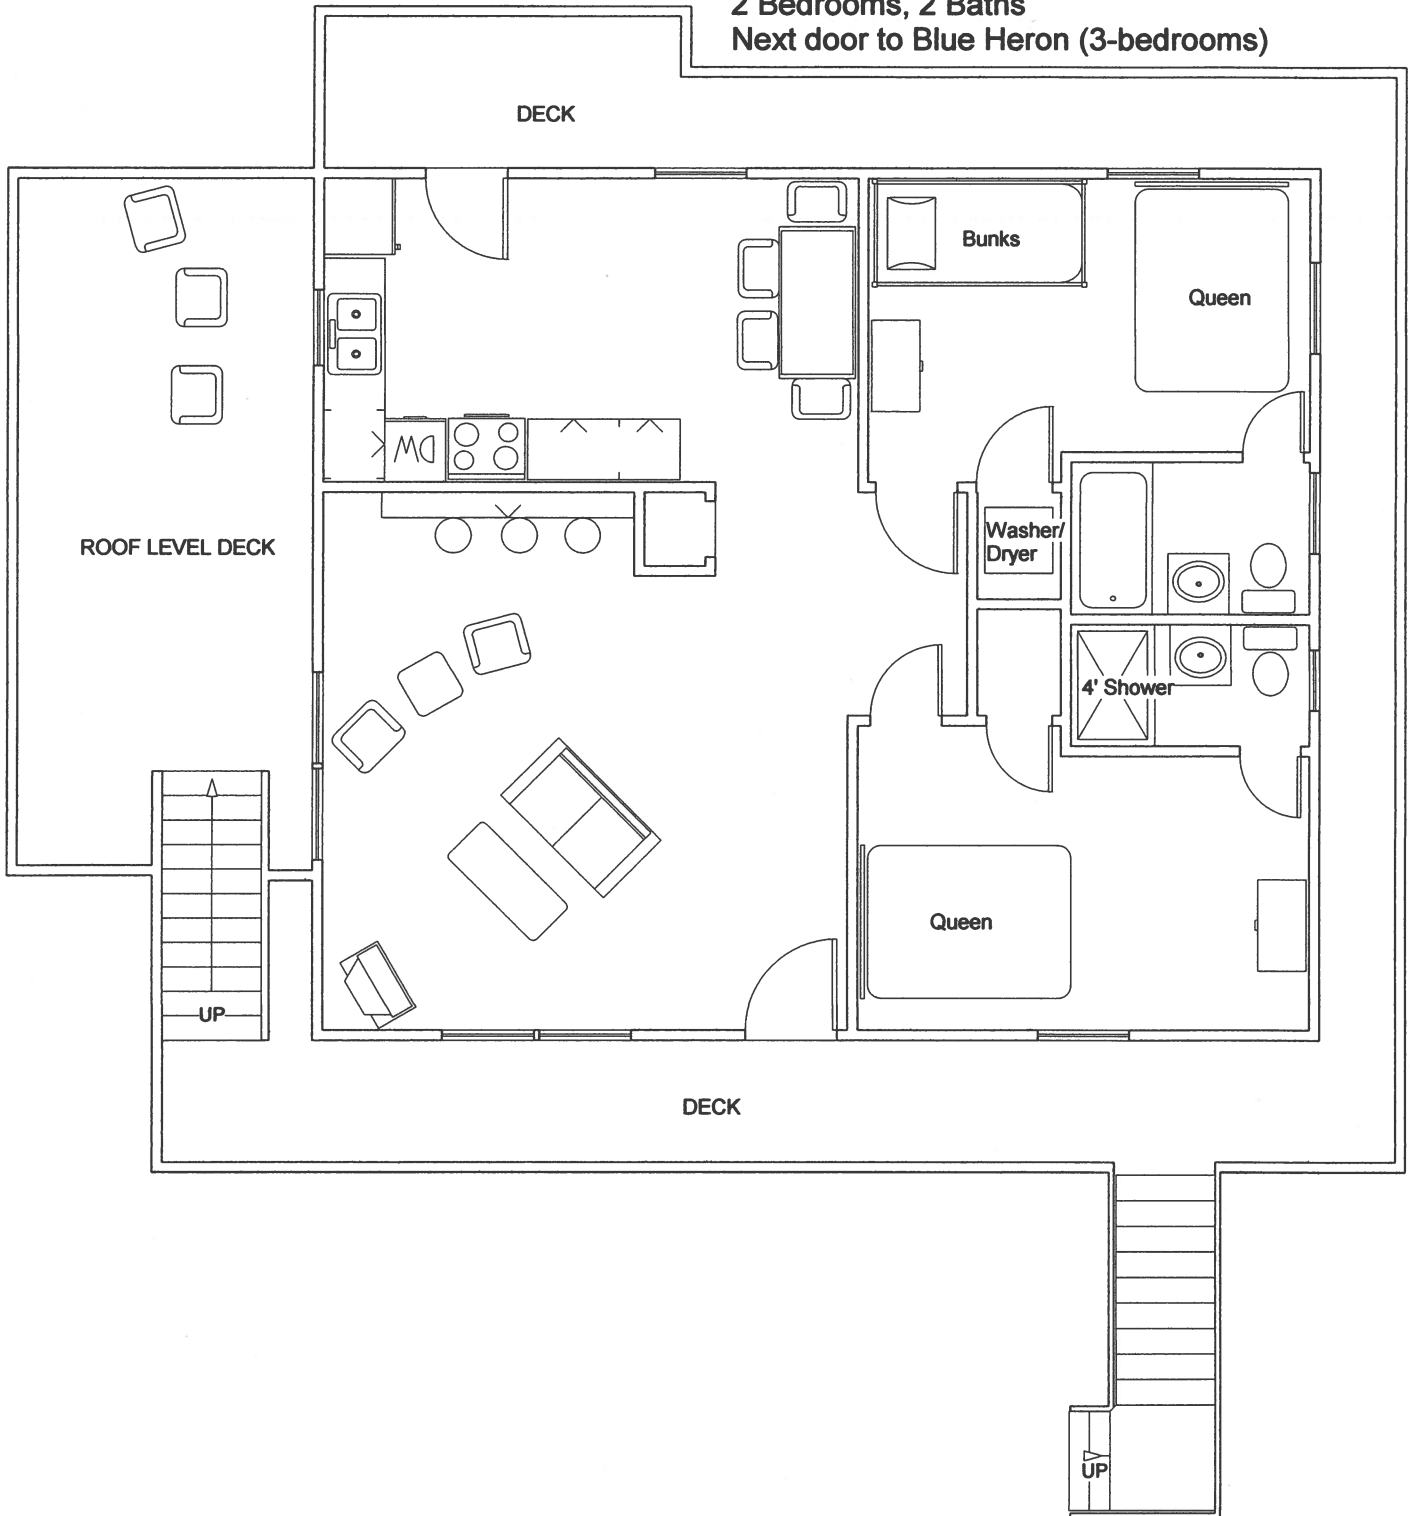 2 Bedrooms, 2 Baths
Next door to Blue Heron (3-bedrooms)
DECK
Bunks
Queen
DW
ROOF LEVEL DECK
Washer/
Dryer
4' Shower
Queen
UP
DECK
UP